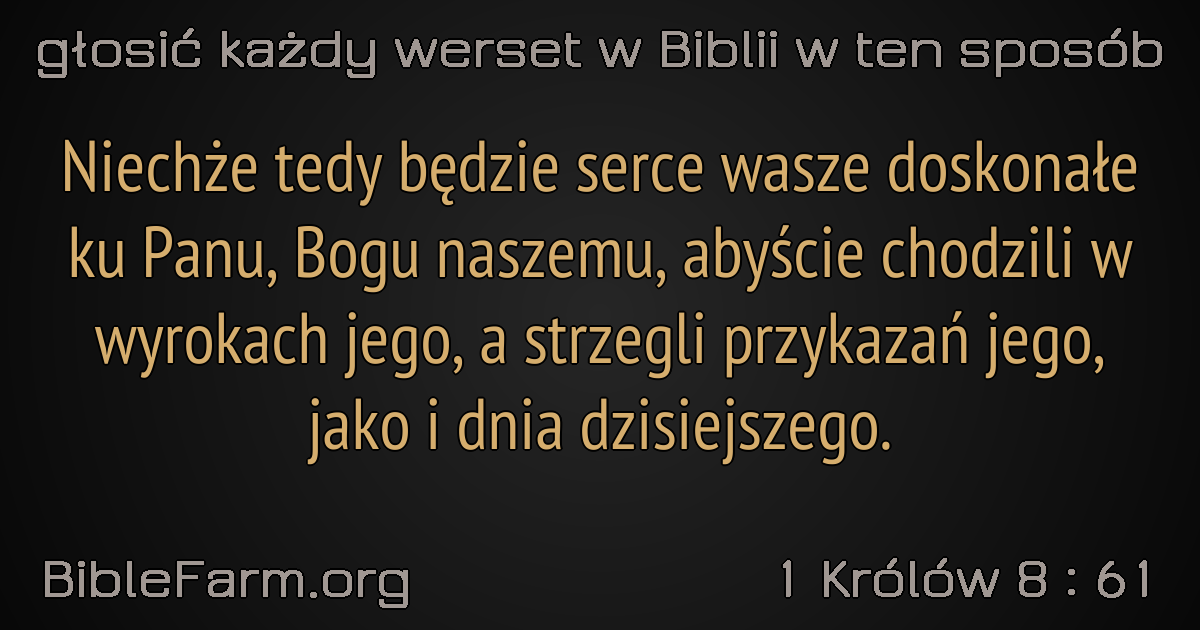 głosić każdy werset w Biblii w ten sposób
Niechże tedy będzie serce wasze doskonałe
ku Panu, Bogu naszemu, abyście chodzili w
wyrokach jego, a strzegli przykazań jego,
jako i dnia dzisiejszego.
BibleFarm.org
1 Królów 8 : 61